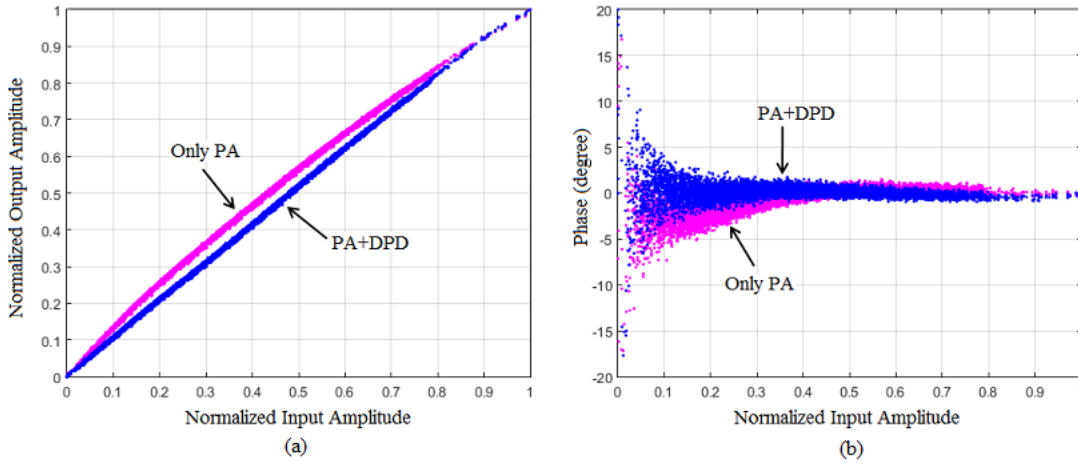 1
0.9
0.8
0.7
0.6
0.5
0.4
0.3
0.2
0.1
0
Normalized Output Amplitude
Only PA
PA+DPD
0 0.1 0.2 0.3 0.4 0.5 0.6 0.7 0.8 0.9 1
Normalized Input Amplitude
(a)
20
15
10
5
0
-5
-10
-15
-20
Phase (degree)
PA+DPD
Only PA
0 0.1 0.2 0.3 0.4 0.5 0.6 0.7 0.8 0.9
Normalized Input Amplitude
(b)